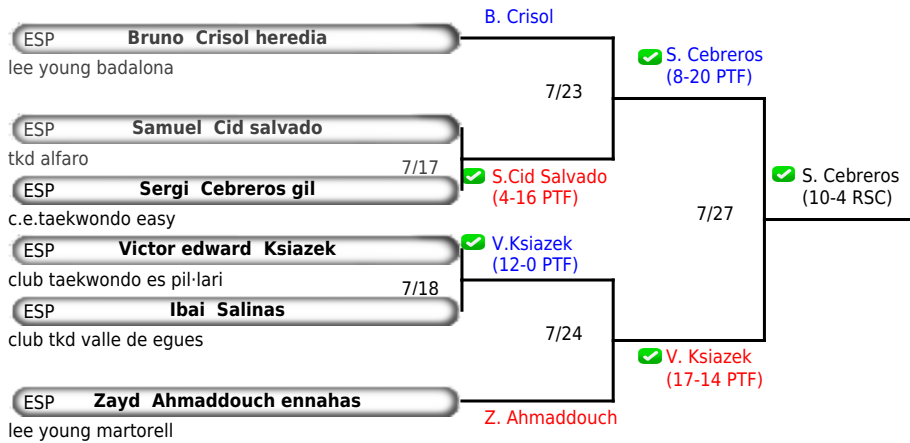 B. Crisol
ESP Bruno Crisol heredia
lee young badalona
S. Cebreros
(8-20 PTF)
7/23
ESP Samuel Cid salvado
tkd alfaro
7/17
S.Cid Salvado
(4-16 PTF)
ESP Sergi Cebreros gil
c.e.taekwondo easy
S. Cebreros
(10-4 RSC)
7/27
ESP Victor edward Ksiazek
club taekwondo es pil·lari
V.Ksiazek
(12-0 PTF)
7/18
ESP Ibai Salinas
club tkd valle de egues
7/24
V. Ksiazek
(17-14 PTF)
ESP Zayd Ahmaddouch ennahas
lee young martorell
Z. Ahmaddouch